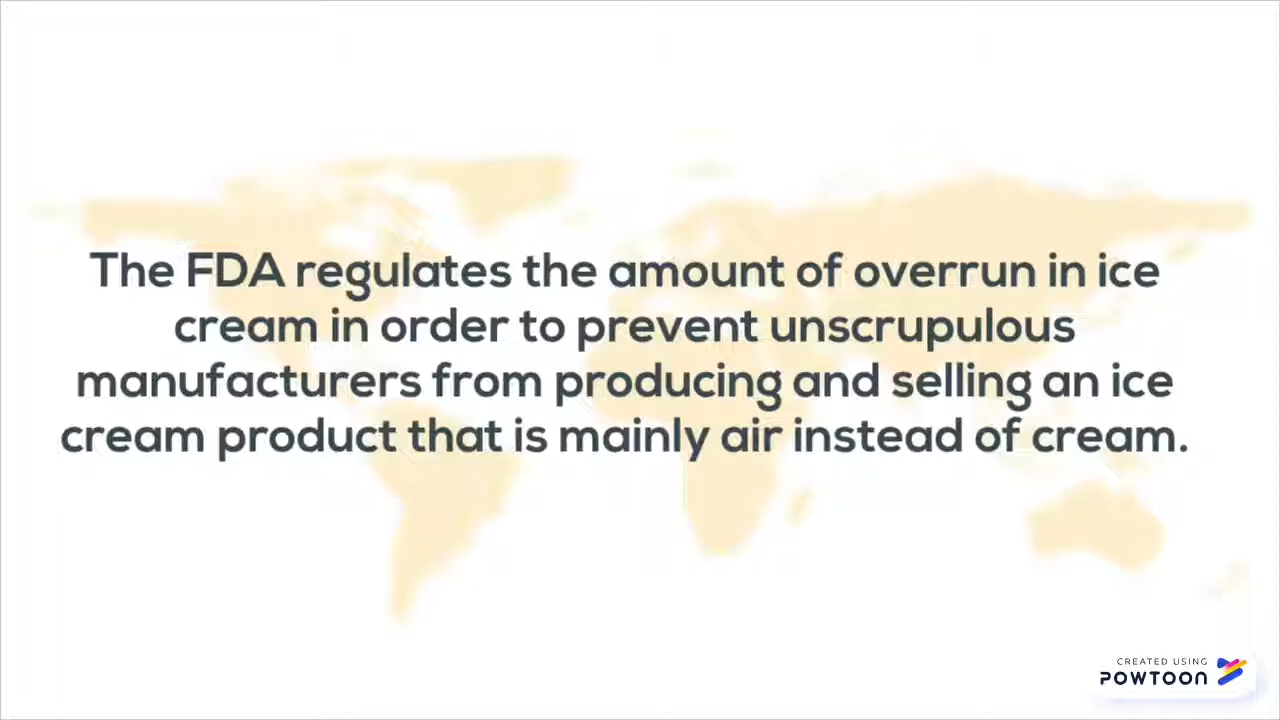 The FDA regulates the amount of overrun in ice
cream in order to prevent unscrupulous
manufacturers from producing and selling an ice
cream product that is mainly air instead of cream.
CREATED USING
POWTOON